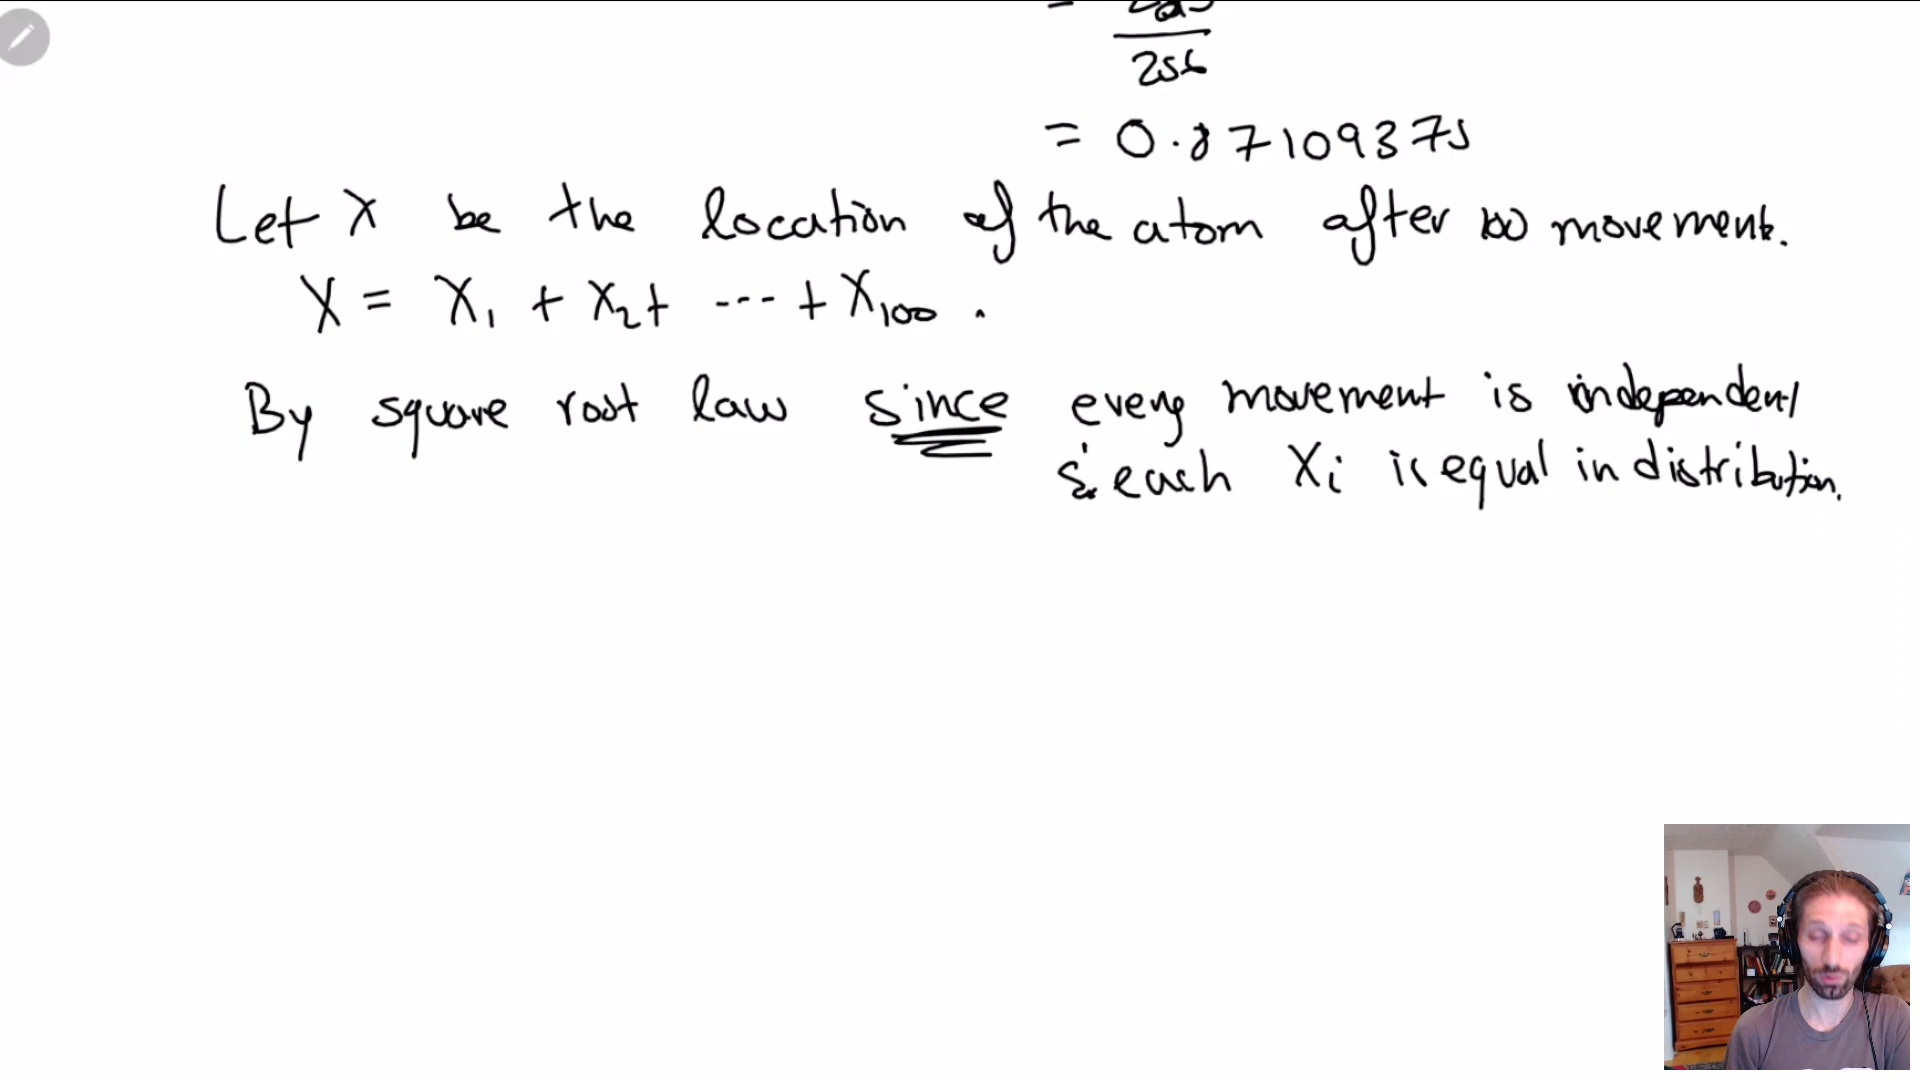 256
= 0.87109375
Let X be the location of the atom after 100 movement.
X = X₁ + X₂ + --- + X₁₀₀ .
By square root law since every movement is independent
& each Xi is equal in distribution.